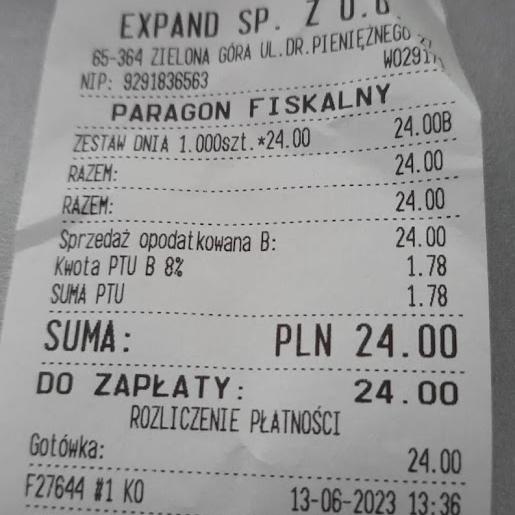 EXPAND SP. Z O.O.
65-364 ZIELONA GÓRA UL.DR.PIENIĘŻNEGO
NIP: 9291836563
PARAGON FISKALNY
ZESTAW DNIA 1.000szt.*24.00 24.00B
RAZEM: 24.00
RAZEM: 24.00
Sprzedaż opodatkowana B: 24.00
Kwota PTU B 8% 1.78
SUMA PTU 1.78
SUMA: PLN 24.00
DO ZAPŁATY: 24.00
ROZLICZENIE PŁATNOŚCI
Gotówka: 24.00
F27644 #1 KO 13-06-2023 13:36